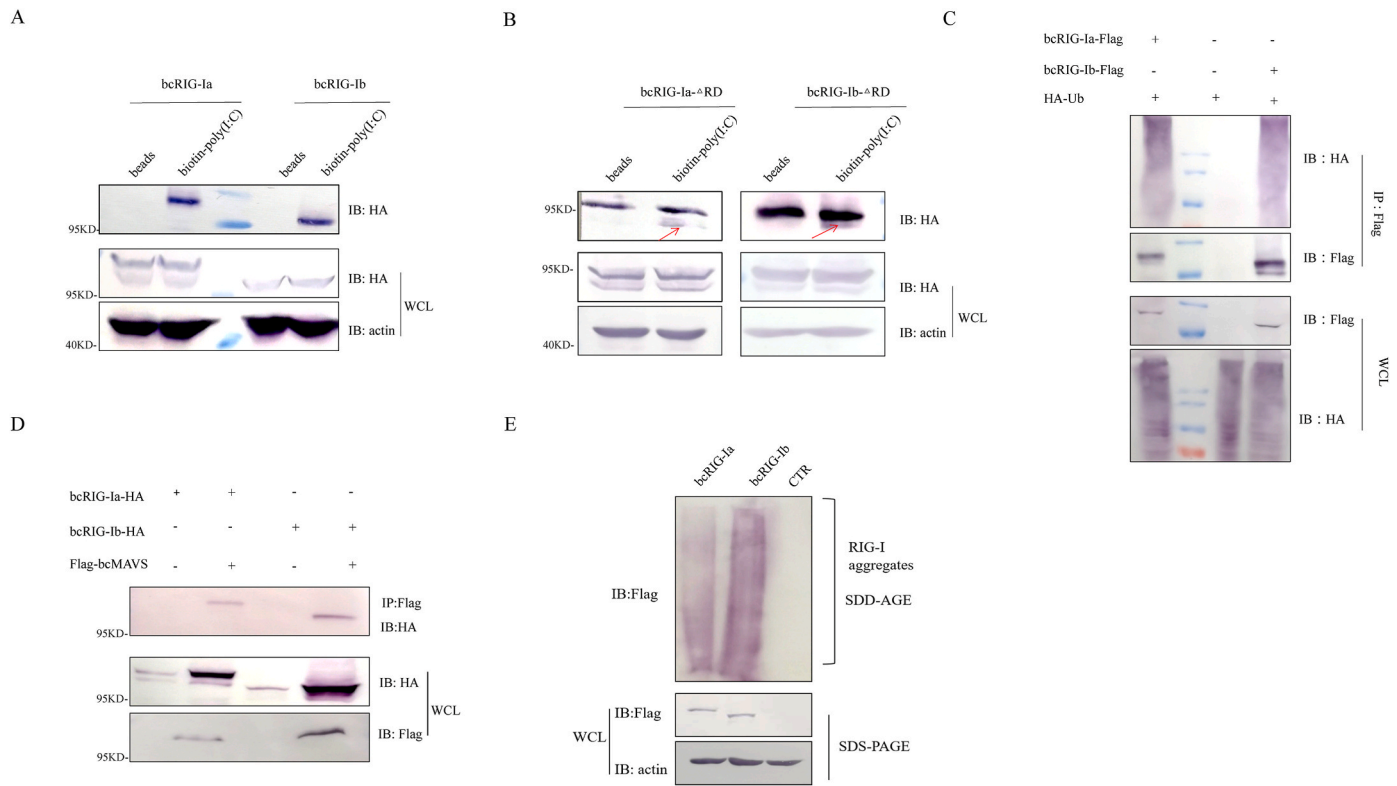 A
bcRIG-Ia
bcRIG-Ib
beads
biotin-poly(I:C)
beads
biotin-poly(I:C)
95KD-
IB: HA
95KD-
IB: HA
40KD-
IB: actin
WCL
B
bcRIG-Ia-△RD
bcRIG-Ib-△RD
beads
biotin-poly(I:C)
beads
biotin-poly(I:C)
95KD-
IB: HA
95KD-
IB: HA
40KD-
IB: actin
WCL
C
bcRIG-Ia-Flag + - -
bcRIG-Ib-Flag - - +
HA-Ub + + +
IB：HA
IB：Flag
IP：Flag
IB：Flag
IB：HA
WCL
D
bcRIG-Ia-HA + + - -
bcRIG-Ib-HA - - + +
Flag-bcMAVS - + - +
95KD-
IP:Flag
IB:HA
95KD-
IB: HA
95KD-
IB: Flag
WCL
E
bcRIG-Ia
bcRIG-Ib
CTR
IB:Flag
RIG-I
aggregates
SDD-AGE
WCL
IB:Flag
IB: actin
SDS-PAGE